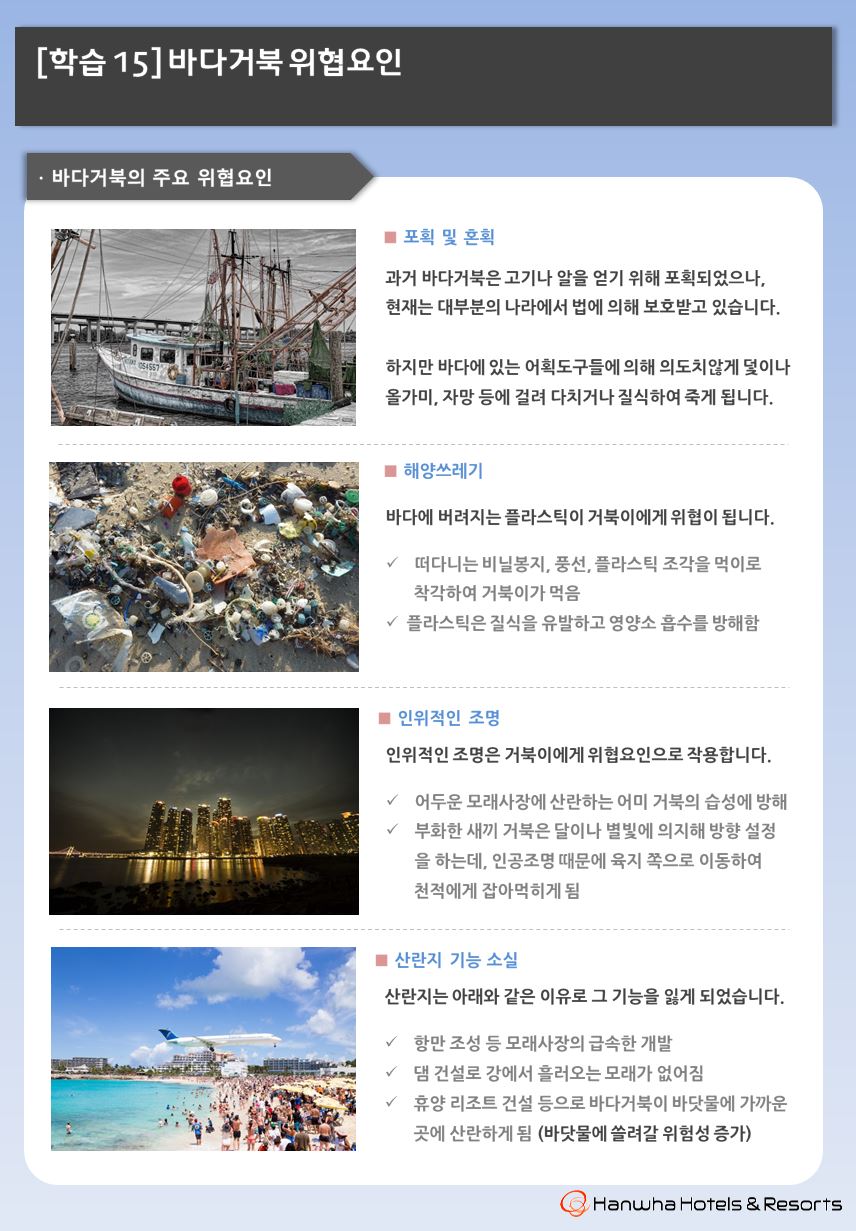 [학습 15] 바다거북 위협요인
· 바다거북의 주요 위협요인
■ 포획 및 혼획
과거 바다거북은 고기나 알을 얻기 위해 포획되었으나,
현재는 대부분의 나라에서 법에 의해 보호받고 있습니다.
하지만 바다에 있는 어획도구들에 의해 의도치않게 덫이나
올가미, 자망 등에 걸려 다치거나 질식하여 죽게 됩니다.
■ 해양쓰레기
바다에 버려지는 플라스틱이 거북이에게 위협이 됩니다.
✓ 떠다니는 비닐봉지, 풍선, 플라스틱 조각을 먹이로
착각하여 거북이가 먹음
✓ 플라스틱은 질식을 유발하고 영양소 흡수를 방해함
■ 인위적인 조명
인위적인 조명은 거북이에게 위협요인으로 작용합니다.
✓ 어두운 모래사장에 산란하는 어미 거북의 습성에 방해
✓ 부화한 새끼 거북은 달이나 별빛에 의지해 방향 설정
을 하는데, 인공조명 때문에 육지 쪽으로 이동하여
천적에게 잡아먹히게 됨
■ 산란지 기능 소실
산란지는 아래와 같은 이유로 그 기능을 잃게 되었습니다.
✓ 항만 조성 등 모래사장의 급속한 개발
✓ 댐 건설로 강에서 흘러오는 모래가 없어짐
✓ 휴양 리조트 건설 등으로 바다거북이 바닷물에 가까운
곳에 산란하게 됨 (바닷물에 쓸려갈 위험성 증가)
Hanwha Hotels & Resorts